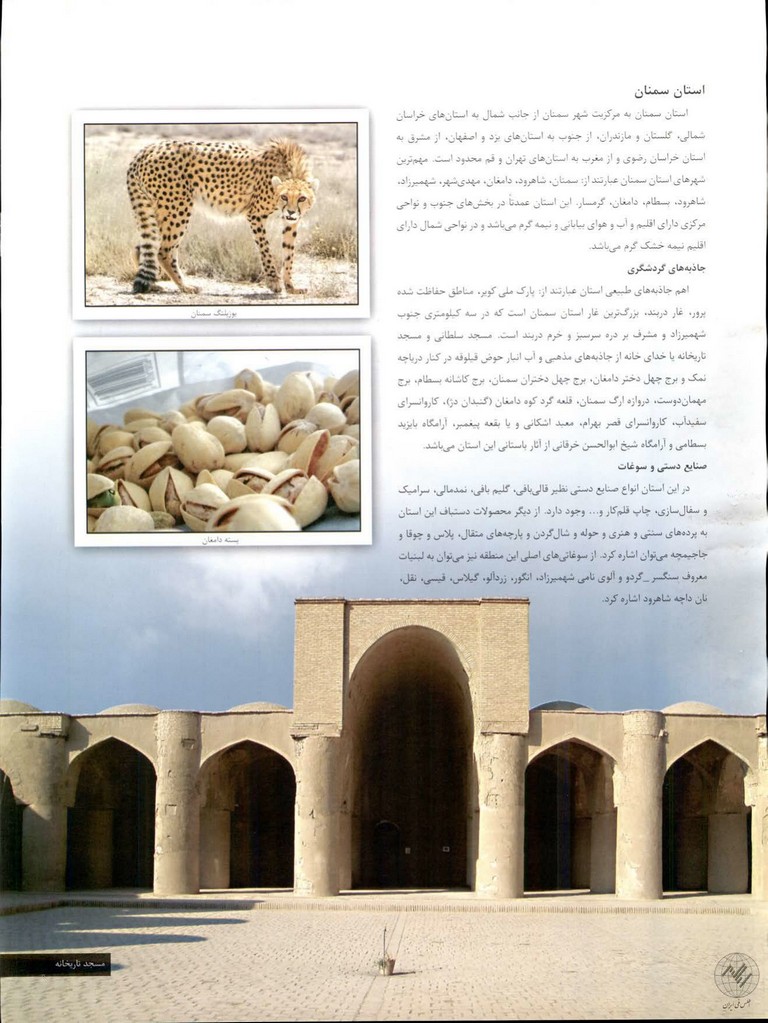 استان سمنان
استان سمنان به مرکزیت شهر سمنان از جانب شمال به استان‌های خراسان
شمالی، گلستان و مازندران، از جنوب به استان‌های یزد و اصفهان، از مشرق به
استان خراسان رضوی و از مغرب به استان‌های تهران و قم محدود است. مهم‌ترین
شهرهای استان سمنان عبارتند از: سمنان، شاهرود، دامغان، مهدی‌شهر، شهمیرزاد،
شاهرود، بسطام، دامغان، گرمسار. این استان عمدتاً در بخش‌های جنوب و نواحی
مرکزی دارای اقلیم و آب و هوای بیابانی و نیمه گرم می‌باشد و در نواحی شمال دارای
اقلیم نیمه خشک گرم می‌باشد.
جاذبه‌های گردشگری
اهم جاذبه‌های طبیعی استان عبارتند از: پارک ملی کویر، مناطق حفاظت شده
پرور، غار دربند، بزرگ‌ترین غار استان سمنان است که در سه کیلومتری جنوب
شهمیرزاد و مشرف بر دره سرسبز و خرم دربند است. مسجد سلطانی و مسجد
تاریخانه یا خدای خانه از جاذبه‌های مذهبی و آب انبار حوض قیلوقه در کنار دریاچه
نمک و برج چهل دختر دامغان، برج چهل دختران سمنان، برج کاشانه بسطام، برج
مهمان‌دوست، دروازه ارگ سمنان، قلعه گرد کوه دامغان (گنبدان دژ)، کاروانسرای
سفیدآب، کاروانسرای قصر بهرام، معبد اشکانی و یا بقعه پیغمبر، آرامگاه بایزید
بسطامی و آرامگاه شیخ ابوالحسن خرقانی از آثار باستانی این استان می‌باشد.
صنایع دستی و سوغات
در این استان انواع صنایع دستی نظیر قالی‌بافی، گلیم بافی، نمدمالی، سرامیک
و سفال‌سازی، چاپ قلم‌کار و... وجود دارد. از دیگر محصولات دستباف این استان
به پرده‌های سنتی و هنری و حوله و شال‌گردن و پارچه‌های متقال، پلاس و چوقا و
جاجیمچه می‌توان اشاره کرد. از سوغاتی‌های اصلی این منطقه نیز می‌توان به لبنیات
معروف سنگسر _گردو و آلوی نامی شهمیرزاد، انگور، زردآلو، گیلاس، قیسی، نقل،
نان داچه شاهرود اشاره کرد.
یوزپلنگ سمنان
پسته دامغان
مسجد تاریخانه
مجلس ملی ایران